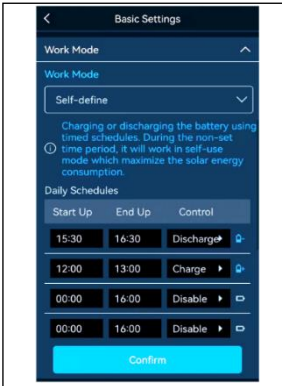 Basic Settings
Work Mode
Work Mode
Self-define
Charging or discharging the battery using
timed schedules. During the non-set
time period, it will work in self-use
mode which maximize the solar energy
consumption.
Daily Schedules
Start Up End Up Control
15:30 16:30 Discharge
12:00 13:00 Charge
00:00 16:00 Disable
00:00 16:00 Disable
Confirm